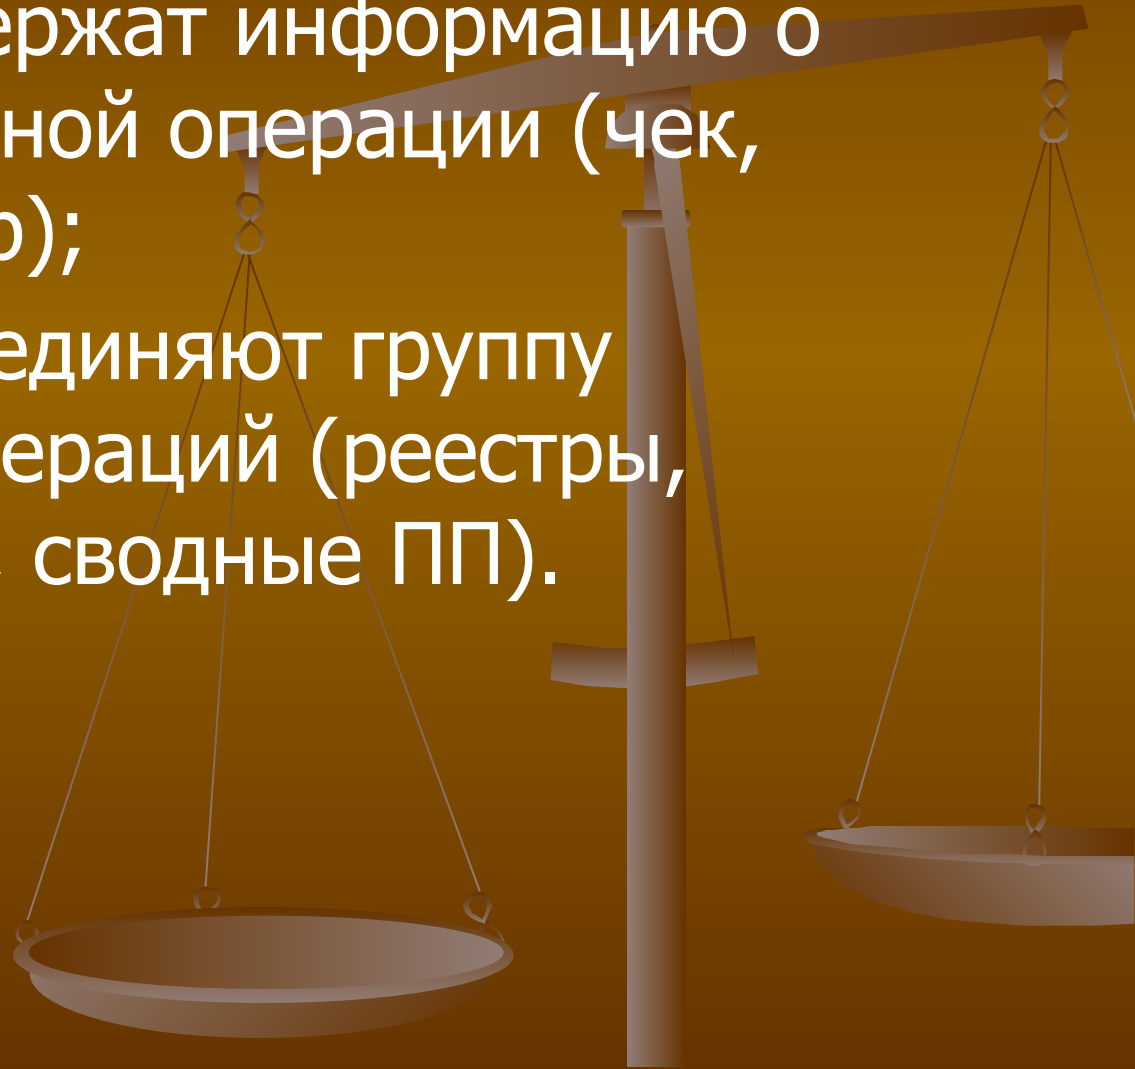 ержат информацию о
ной операции (чек,
р);
единяют группу
ераций (реестры,
, сводные ПП).